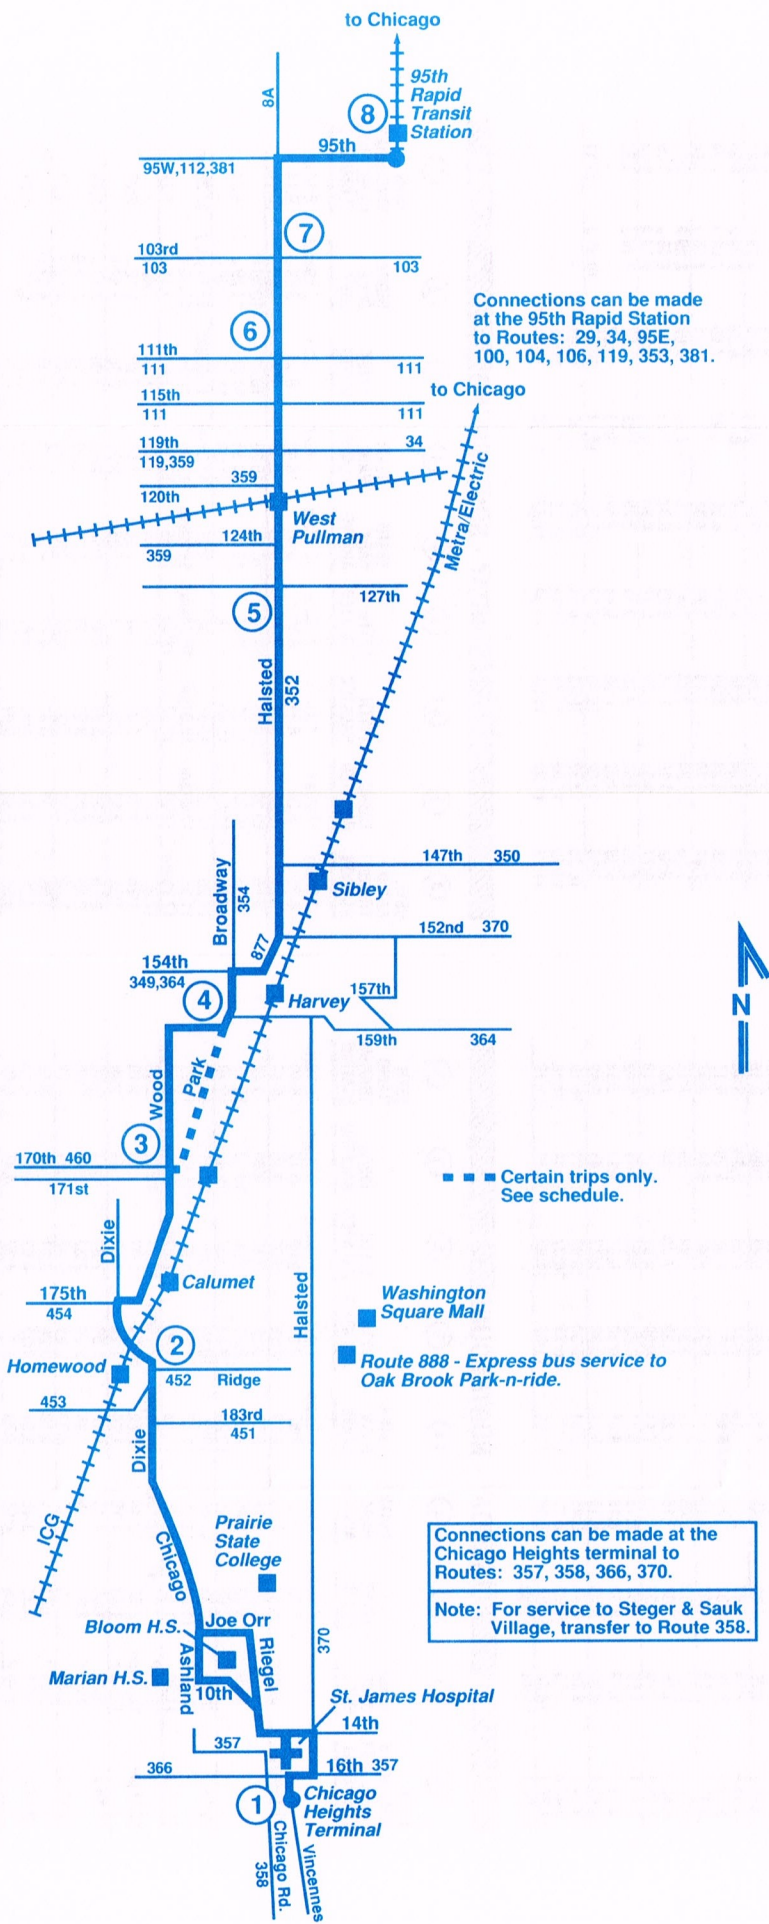 to Chicago
8A
8
95th
Rapid
Transit
Station
95th
95W,112,381
7
103rd
103
103
Connections can be made
at the 95th Rapid Station
to Routes: 29, 34, 95E,
100, 104, 106, 119, 353, 381.
6
111th
111
111
to Chicago
115th
111
111
119th
34
119,359
359
120th
West
Pullman
Metra/Electric
124th
359
127th
5
Halsted
352
147th 350
Sibley
Broadway
354
877
152nd 370
154th
349,364
4
Harvey
157th
159th
364
N
Wood
Park
3
170th 460
171st
Certain trips only.
See schedule.
Dixie
Calumet
Halsted
Washington
Square Mall
175th
454
2
Homewood
Route 888 - Express bus service to
Oak Brook Park-n-ride.
452 Ridge
453
183rd
451
Dixie
ICG
Chicago
Prairie
State
College
Connections can be made at the
Chicago Heights terminal to
Routes: 357, 358, 366, 370.
Note: For service to Steger & Sauk
Village, transfer to Route 358.
Joe Orr
Bloom H.S.
Riegel
370
Marian H.S.
Ashland
10th
St. James Hospital
14th
357
366
16th 357
1
Chicago
Heights
Terminal
Chicago Rd.
358
Vincennes